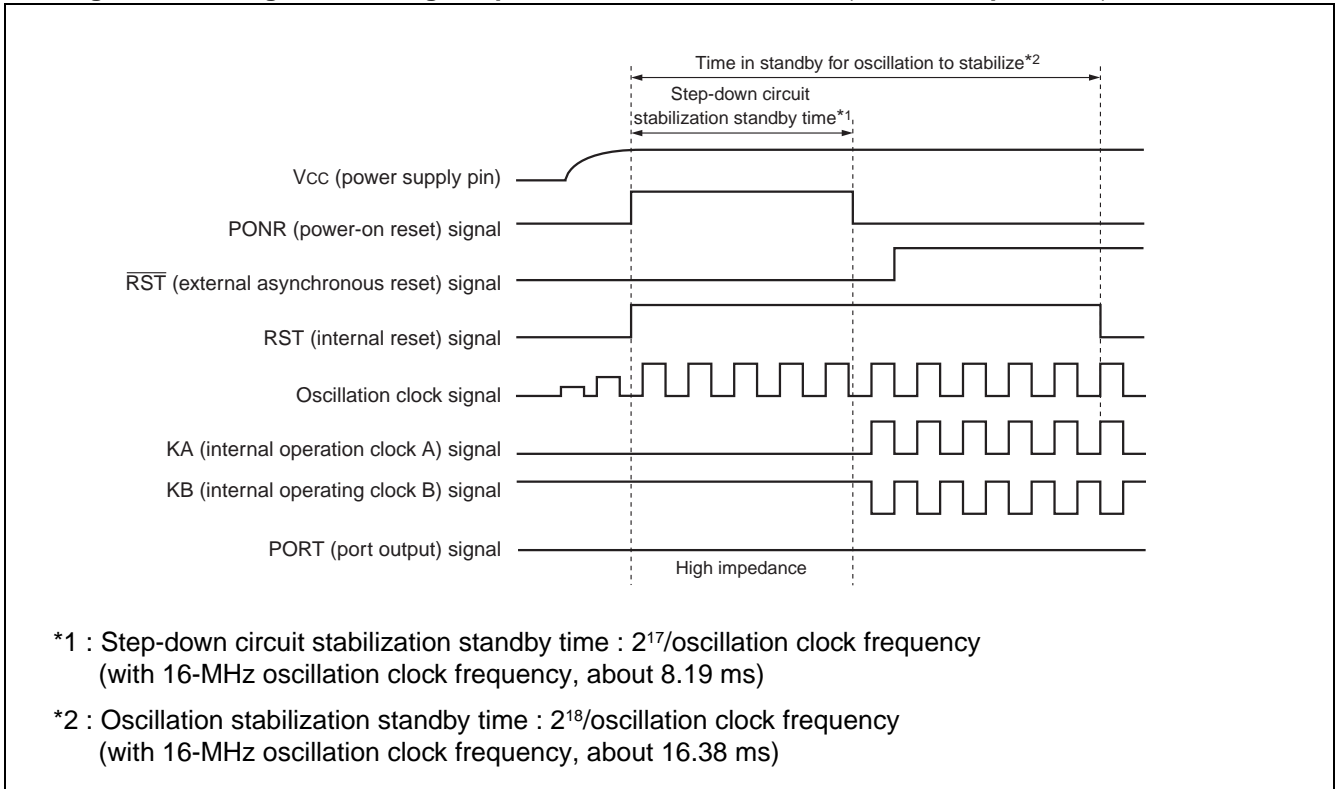 Time in standby for oscillation to stabilize*2
Step-down circuit
stabilization standby time*1
Vcc (power supply pin)
PONR (power-on reset) signal
RST (external asynchronous reset) signal
RST (internal reset) signal
Oscillation clock signal
KA (internal operation clock A) signal
KB (internal operating clock B) signal
PORT (port output) signal
High impedance
*1 : Step-down circuit stabilization standby time : 2¹⁷/oscillation clock frequency
(with 16-MHz oscillation clock frequency, about 8.19 ms)
*2 : Oscillation stabilization standby time : 2¹⁸/oscillation clock frequency
(with 16-MHz oscillation clock frequency, about 16.38 ms)